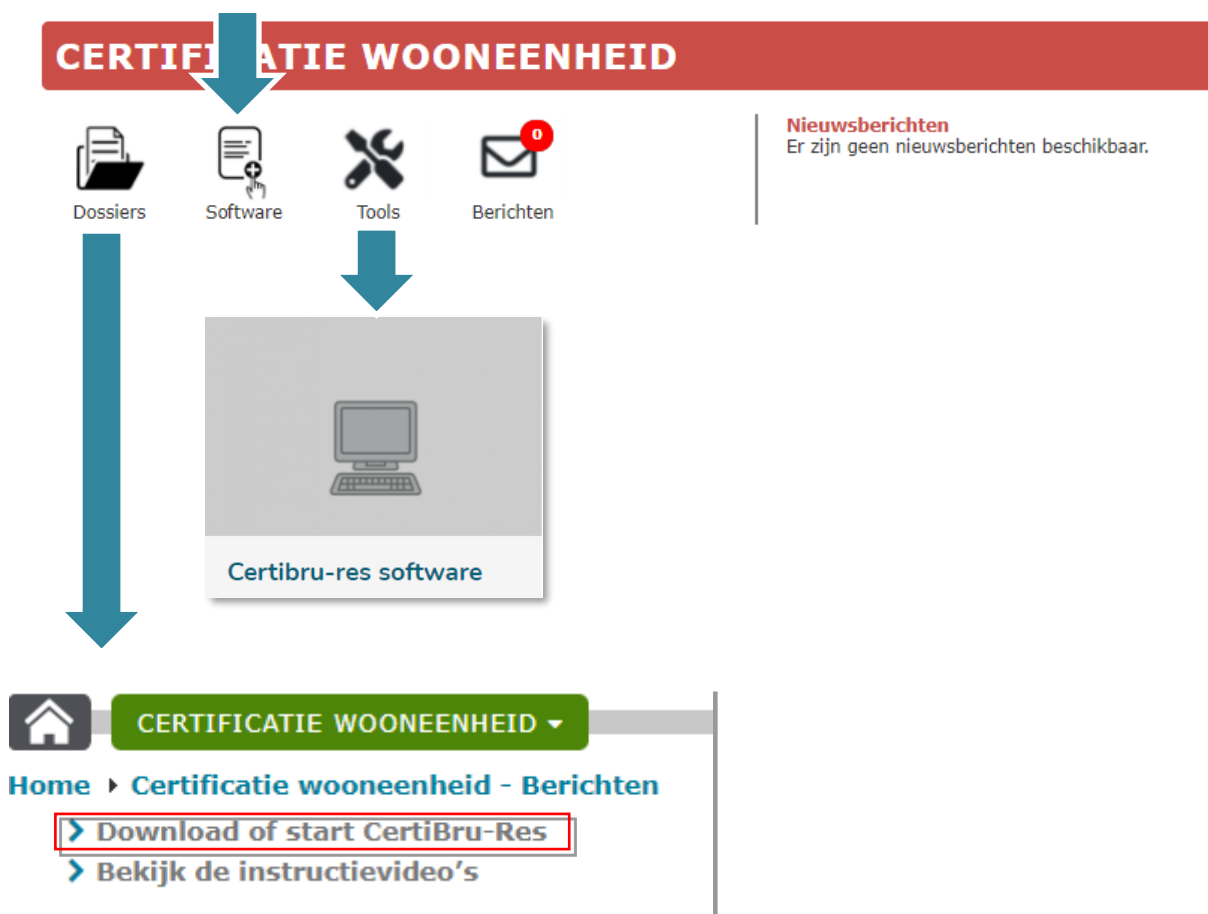 CERTIFICATIE WOONEENHEID
Dossiers
Software
Tools
0
Berichten
Nieuwsberichten
Er zijn geen nieuwsberichten beschikbaar.
Certibru-res software
CERTIFICATIE WOONEENHEID
Home Certificatie wooneenheid - Berichten
Download of start CertiBru-Res
Bekijk de instructievideo’s